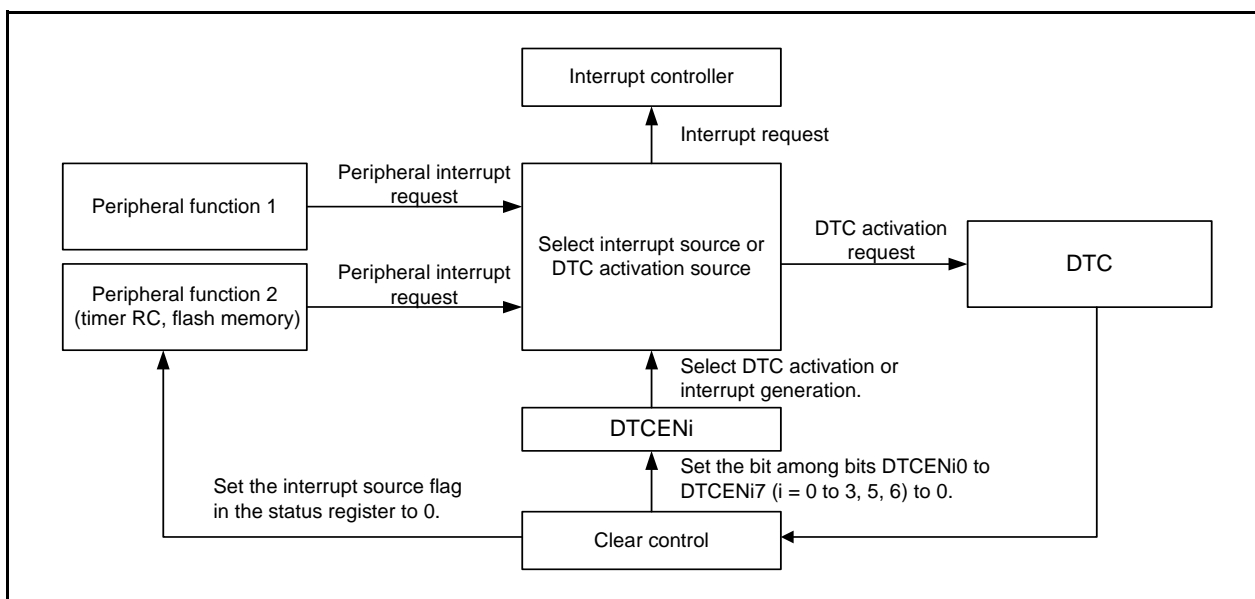 Interrupt controller
Interrupt request
Peripheral interrupt
request
Peripheral function 1
Select interrupt source or
DTC activation source
DTC activation
request
DTC
Peripheral interrupt
request
Peripheral function 2
(timer RC, flash memory)
Select DTC activation or
interrupt generation.
DTCENi
Set the bit among bits DTCENi0 to
DTCENi7 (i = 0 to 3, 5, 6) to 0.
Set the interrupt source flag
in the status register to 0.
Clear control